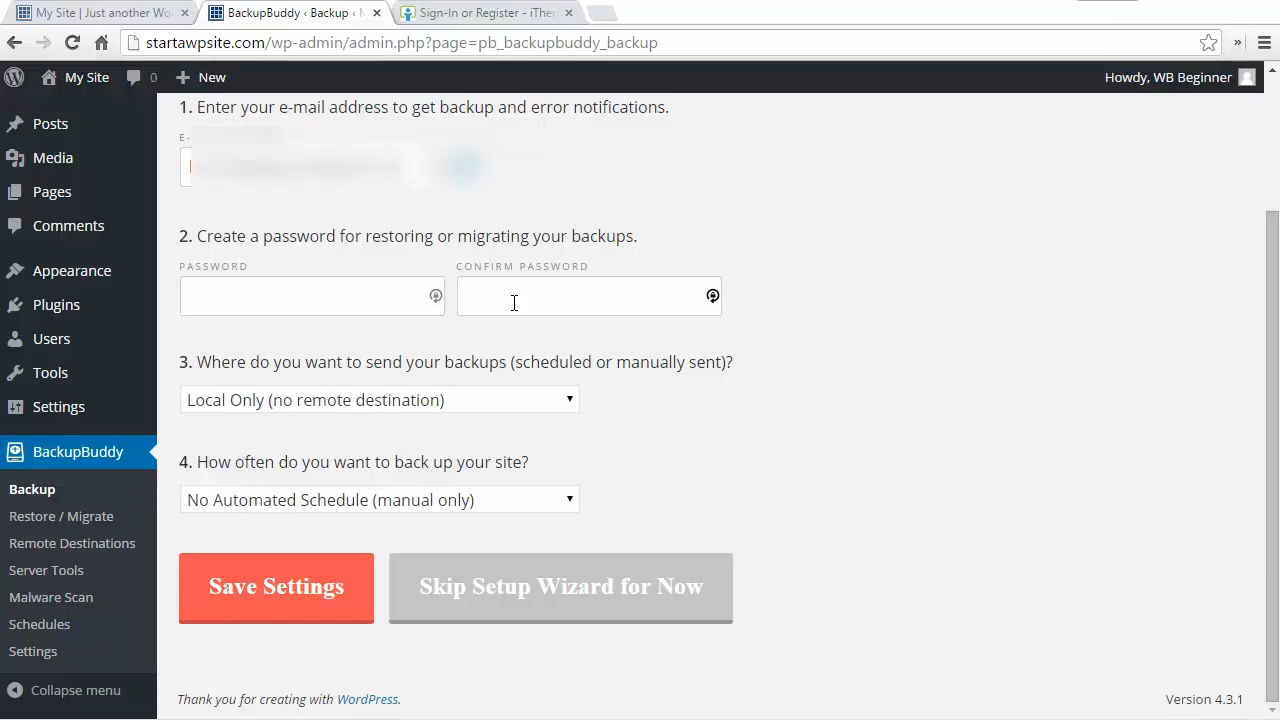 My Site | Just another Wo
BackupBuddy ‹ Backup ‹ M
Sign-In or Register - iThe
startawpsite.com/wp-admin/admin.php?page=pb_backupbuddy_backup
My Site
0
New
Howdy, WB Beginner
Posts
Media
Pages
Comments
Appearance
Plugins
Users
Tools
Settings
BackupBuddy
Backup
Restore / Migrate
Remote Destinations
Server Tools
Malware Scan
Schedules
Settings
Collapse menu
1. Enter your e-mail address to get backup and error notifications.
E-
2. Create a password for restoring or migrating your backups.
PASSWORD
CONFIRM PASSWORD
3. Where do you want to send your backups (scheduled or manually sent)?
Local Only (no remote destination)
4. How often do you want to back up your site?
No Automated Schedule (manual only)
Save Settings
Skip Setup Wizard for Now
Thank you for creating with WordPress.
Version 4.3.1